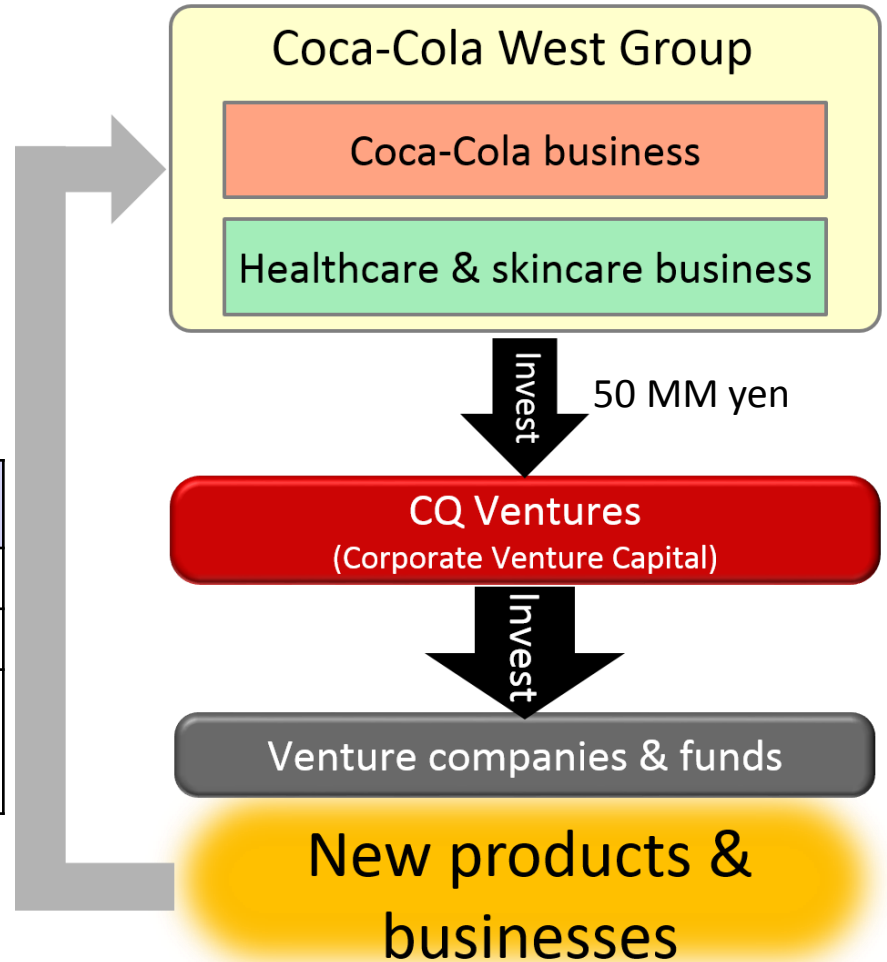 Coca-Cola West Group
Coca-Cola business
Healthcare & skincare business
Invest
50 MM yen
CQ Ventures
(Corporate Venture Capital)
Invest
Venture companies & funds
New products &
businesses